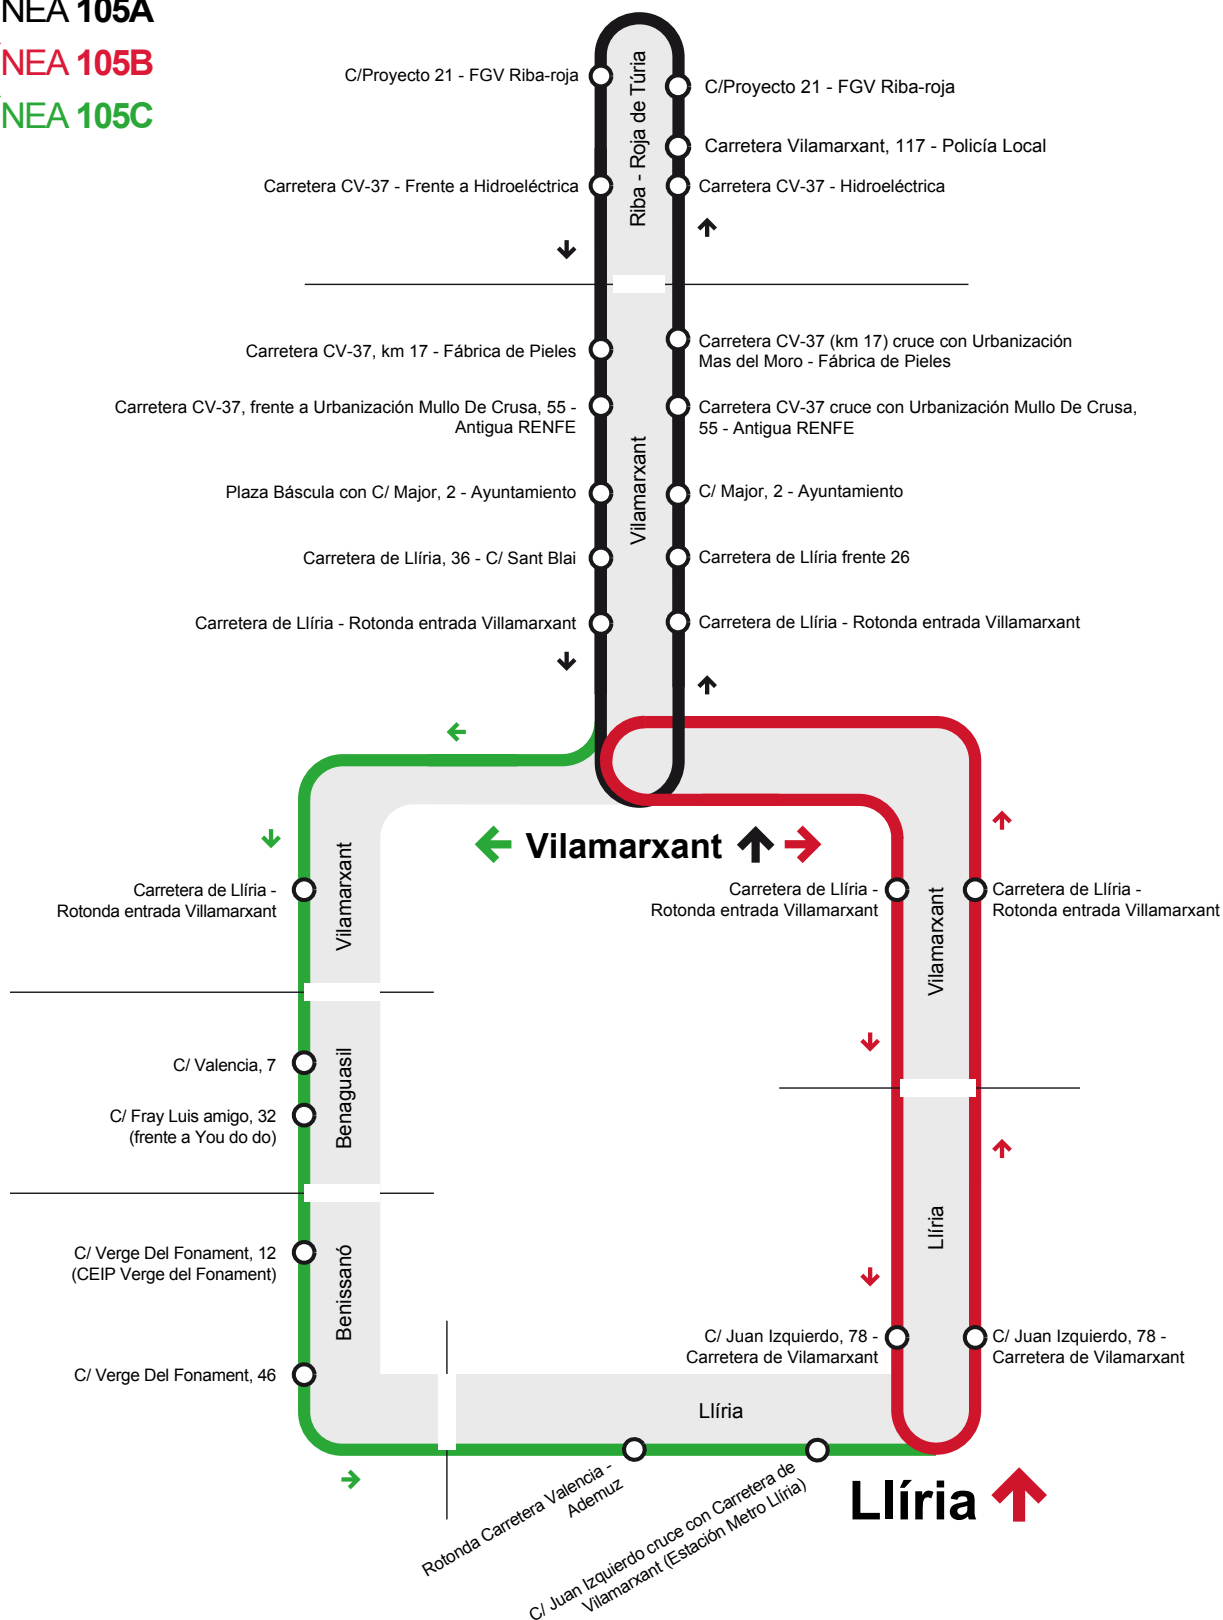 ÍNEA 105A
ÍNEA 105B
ÍNEA 105C
C/Proyecto 21 - FGV Riba-roja
C/Proyecto 21 - FGV Riba-roja
Carretera Vilamarxant, 117 - Policía Local
Carretera CV-37 - Frente a Hidroeléctrica
Carretera CV-37 - Hidroeléctrica
Riba - Roja de Túria
Carretera CV-37, km 17 - Fábrica de Pieles
Carretera CV-37 (km 17) cruce con Urbanización
Mas del Moro - Fábrica de Pieles
Carretera CV-37, frente a Urbanización Mullo De Crusa, 55 -
Antigua RENFE
Carretera CV-37 cruce con Urbanización Mullo De Crusa,
55 - Antigua RENFE
Vilamarxant
Plaza Báscula con C/ Major, 2 - Ayuntamiento
C/ Major, 2 - Ayuntamiento
Carretera de Llíria, 36 - C/ Sant Blai
Carretera de Llíria frente 26
Carretera de Llíria - Rotonda entrada Villamarxant
Carretera de Llíria - Rotonda entrada Villamarxant
Vilamarxant
Carretera de Llíria -
Rotonda entrada Villamarxant
Vilamarxant
Carretera de Llíria -
Rotonda entrada Villamarxant
Vilamarxant
Carretera de Llíria -
Rotonda entrada Villamarxant
C/ Valencia, 7
C/ Fray Luis amigo, 32
(frente a You do do)
Benaguasil
C/ Verge Del Fonament, 12
(CEIP Verge del Fonament)
Benissanó
C/ Verge Del Fonament, 46
Llíria
C/ Juan Izquierdo, 78 -
Carretera de Vilamarxant
C/ Juan Izquierdo, 78 -
Carretera de Vilamarxant
Llíria
Rotonda Carretera Valencia -
Ademuz
C/ Juan Izquierdo cruce con Carretera de
Vilamarxant (Estación Metro Llíria)
Llíria